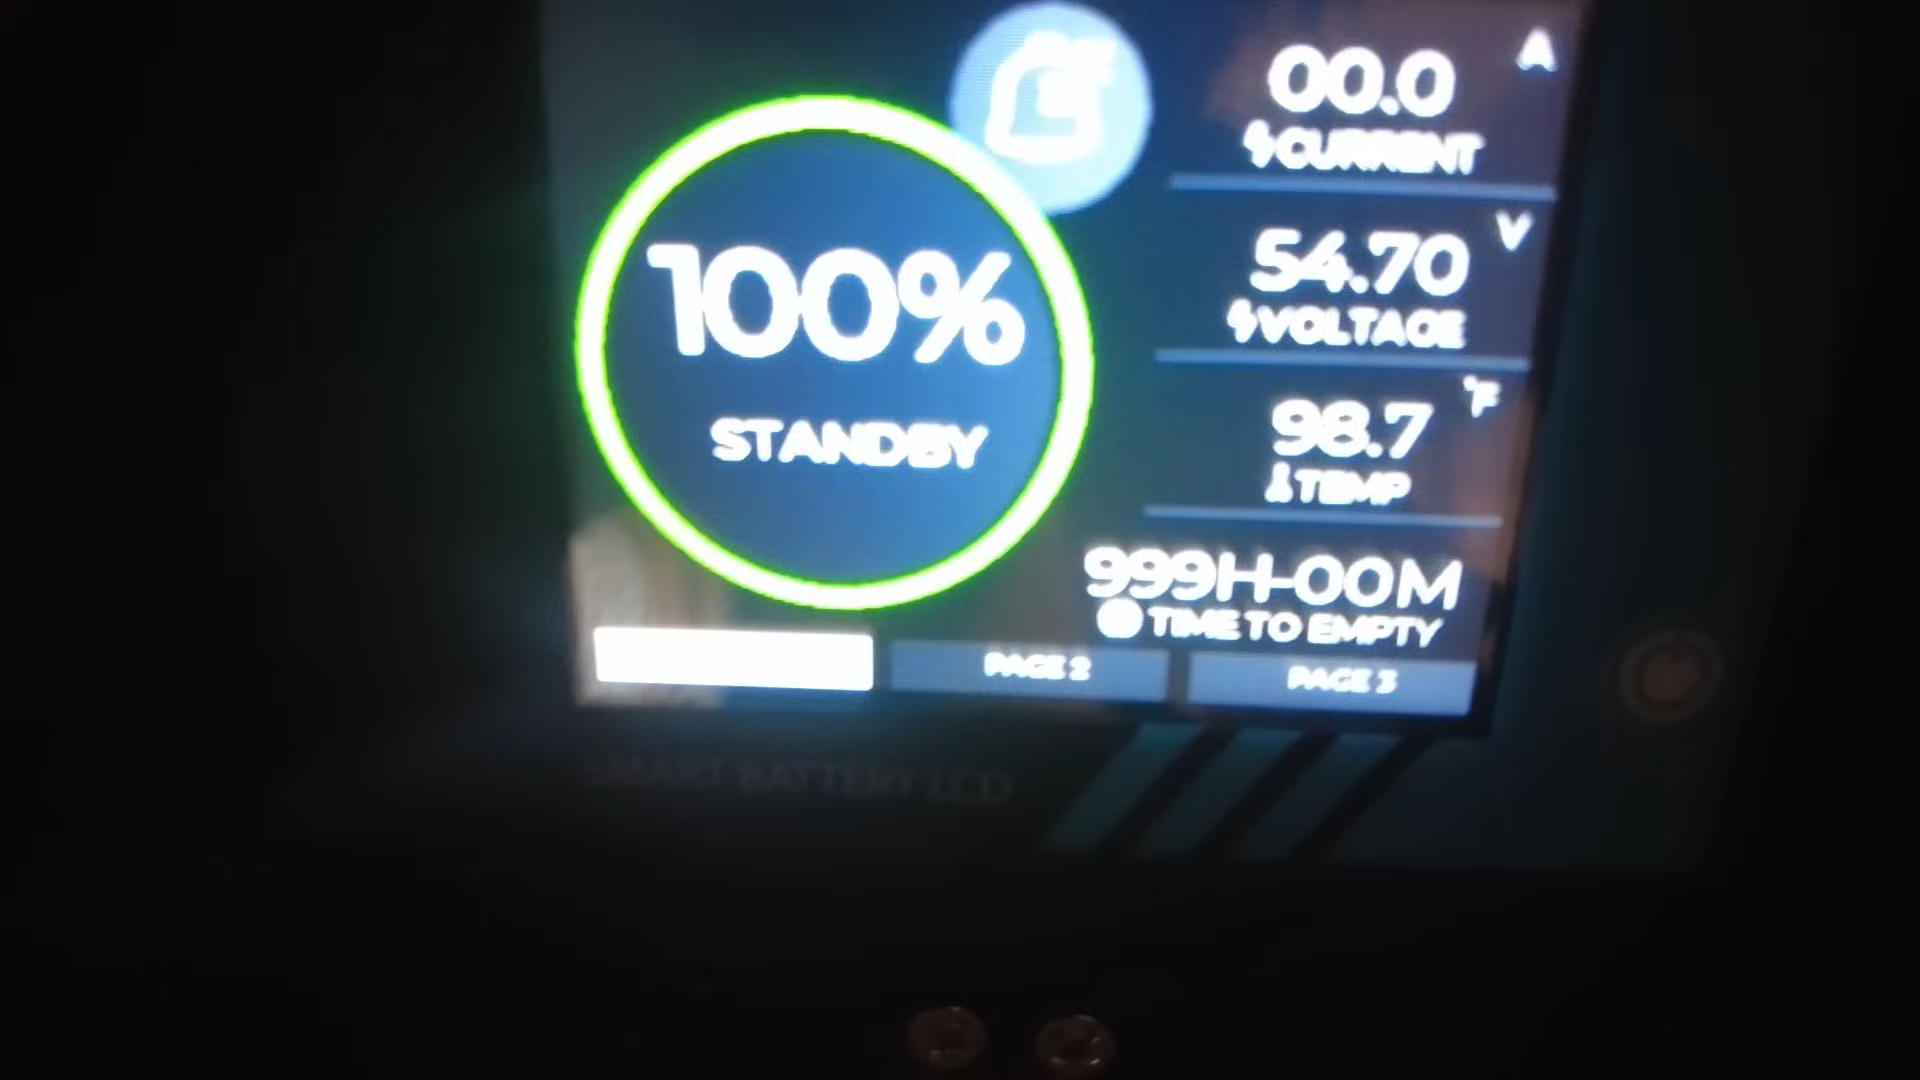 100%
STANDBY
A
00.0
CURRENT
V
54.70
VOLTAGE
°F
98.7
TEMP
999H-00M
TIME TO EMPTY
PAGE 2
PAGE 3
SMART BATTERY LCD